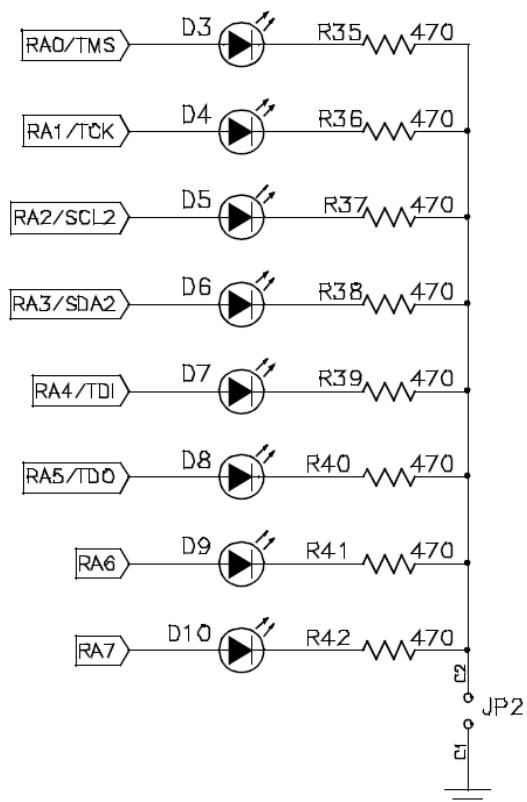 RA0/TMS D3 R35 470
RA1/TCK D4 R36 470
RA2/SCL2 D5 R37 470
RA3/SDA2 D6 R38 470
RA4/TDI D7 R39 470
RA5/TDO D8 R40 470
RA6 D9 R41 470
RA7 D10 R42 470
C2
JP2
C1